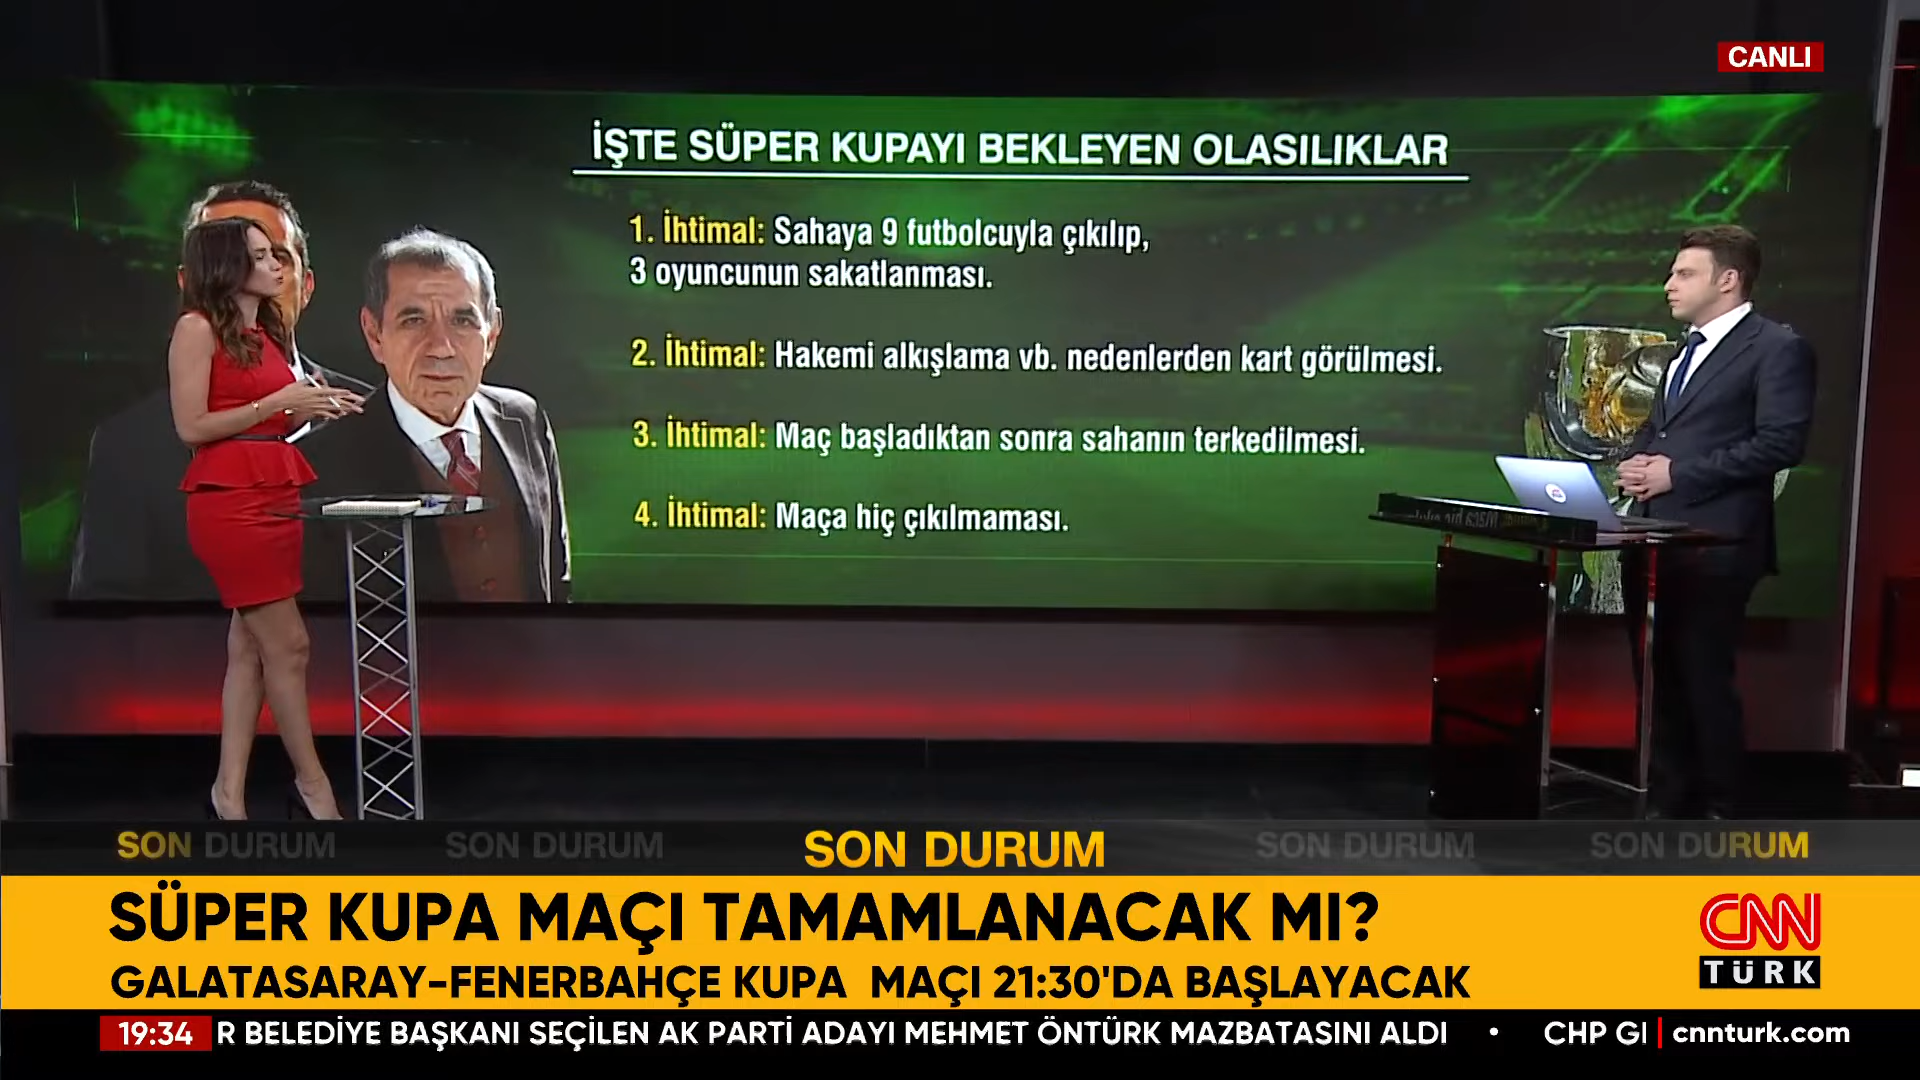 CANLI
İŞTE SÜPER KUPAYI BEKLEYEN OLASILIKLAR
1. İhtimal: Sahaya 9 futbolcuyla çıkılıp,
3 oyuncunun sakatlanması.
2. İhtimal: Hakemi alkışlama vb. nedenlerden kart görülmesi.
3. İhtimal: Maç başladıktan sonra sahanın terkedilmesi.
4. İhtimal: Maça hiç çıkılmaması.
SON DURUM SON DURUM SON DURUM SON DURUM SON DURUM
SÜPER KUPA MAÇI TAMAMLANACAK MI?
GALATASARAY-FENERBAHÇE KUPA MAÇI 21:30'DA BAŞLAYACAK
CNN
TÜRK
19:34 R BELEDİYE BAŞKANI SEÇİLEN AK PARTİ ADAYI MEHMET ÖNTÜRK MAZBATASINI ALDI • CHP GI cnnturk.com